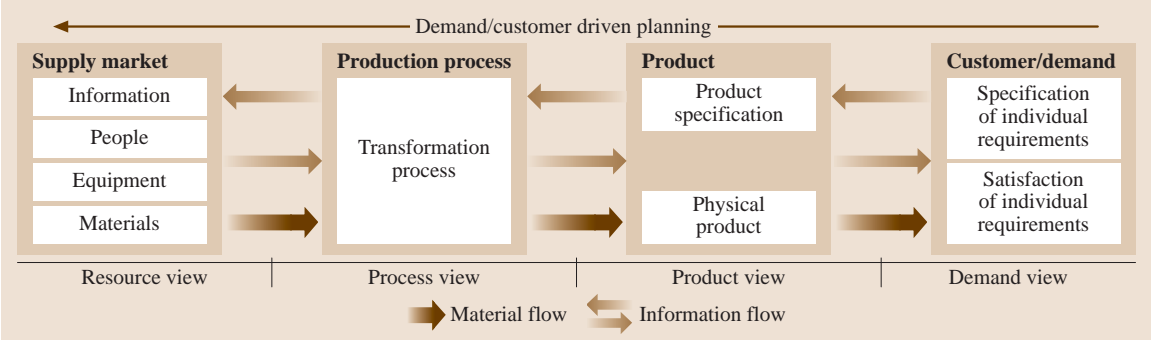 Demand/customer driven planning
Supply market
Information
People
Equipment
Materials
Production process
Transformation
process
Product
Product
specification
Physical
product
Customer/demand
Specification
of individual
requirements
Satisfaction
of individual
requirements
Resource view
Process view
Product view
Demand view
Material flow
Information flow